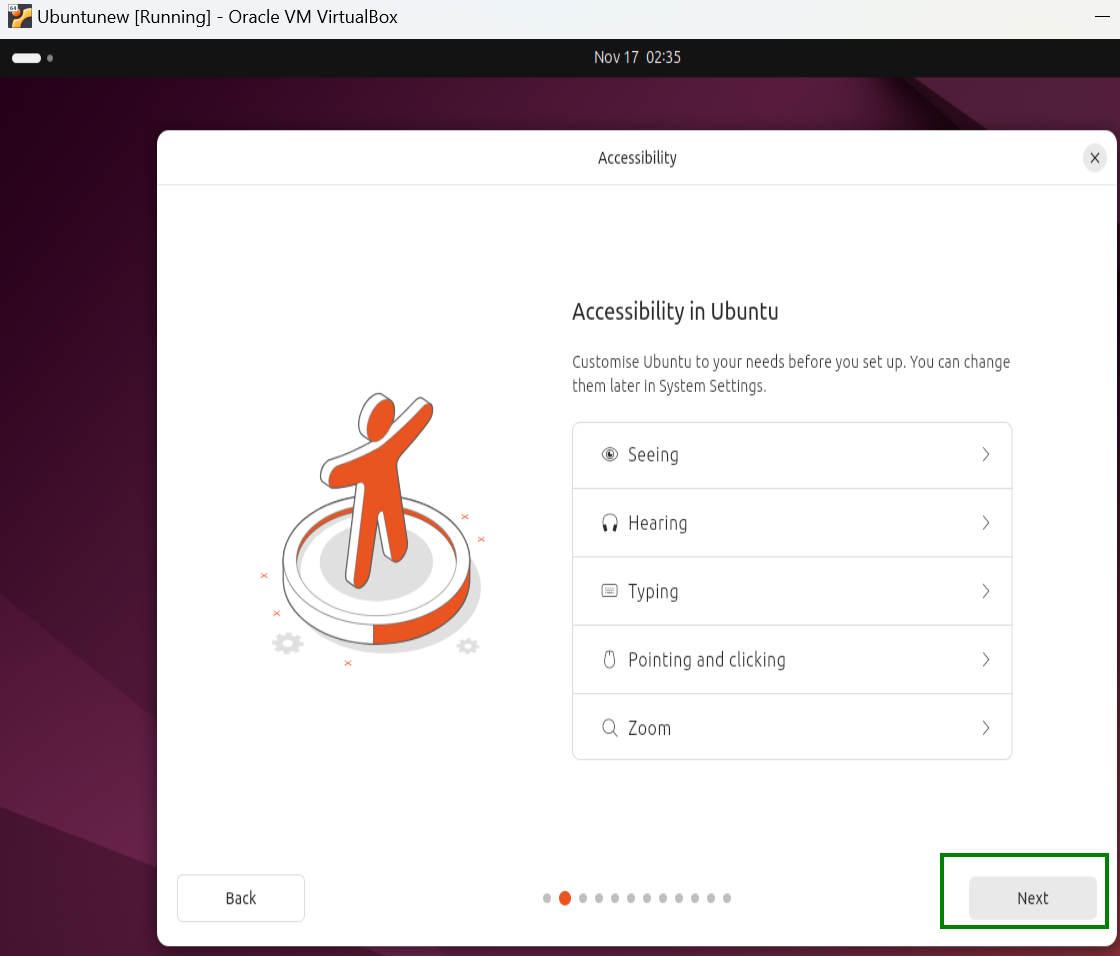 Ubuntunew [Running] - Oracle VM VirtualBox
Nov 17 02:35
Accessibility
Accessibility in Ubuntu
Customise Ubuntu to your needs before you set up. You can change
them later in System Settings.
Seeing
Hearing
Typing
Pointing and clicking
Zoom
Back
Next